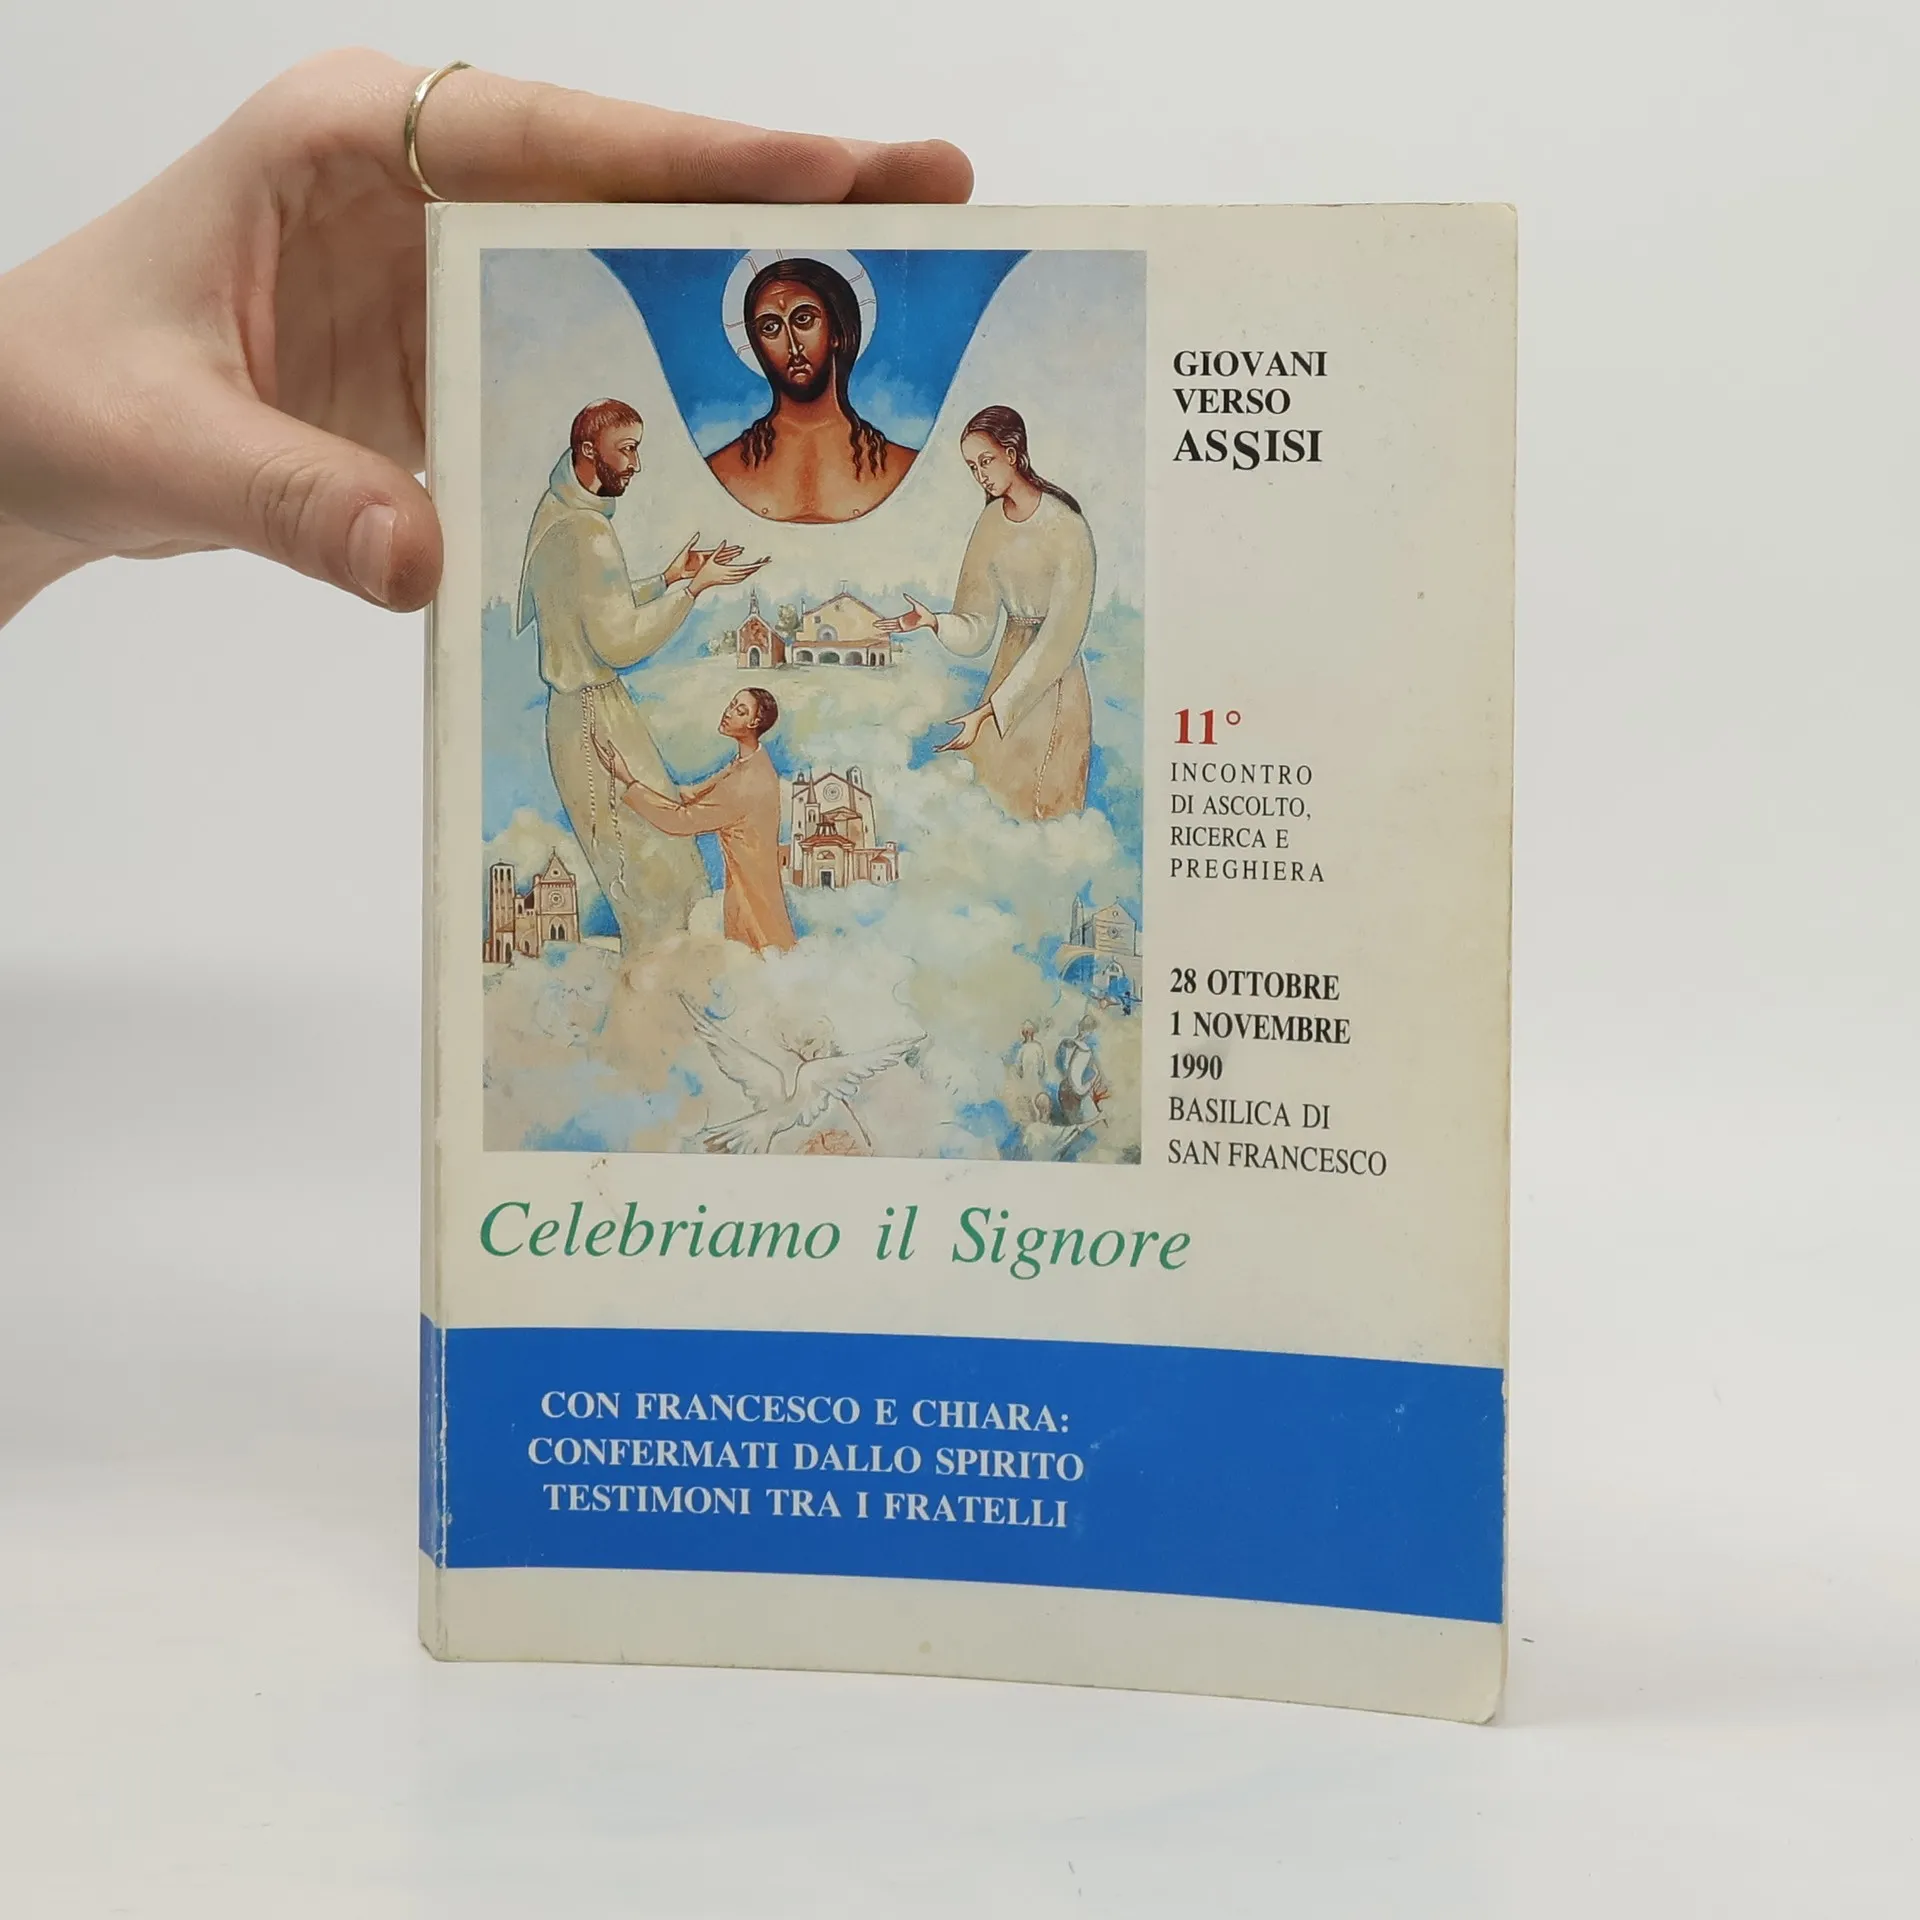 GIOVANI
VERSO
ASSISI
11°
INCONTRO
DI ASCOLTO,
RICERCA E
PREGHIERA
28 OTTOBRE
1 NOVEMBRE
1990
BASILICA DI
SAN FRANCESCO
Celebriamo il Signore
CON FRANCESCO E CHIARA:
CONFERMATI DALLO SPIRITO
TESTIMONI TRA I FRATELLI